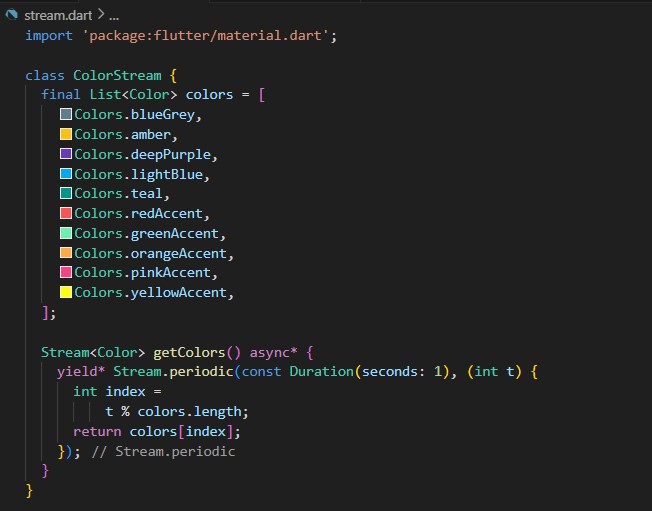 stream.dart > ...
import 'package:flutter/material.dart';
class ColorStream {
final List<Color> colors = [
Colors.blueGrey,
Colors.amber,
Colors.deepPurple,
Colors.lightBlue,
Colors.teal,
Colors.redAccent,
Colors.greenAccent,
Colors.orangeAccent,
Colors.pinkAccent,
Colors.yellowAccent,
];
Stream<Color> getColors() async* {
yield* Stream.periodic(const Duration(seconds: 1), (int t) {
int index =
t % colors.length;
return colors[index];
}); // Stream.periodic
}
}